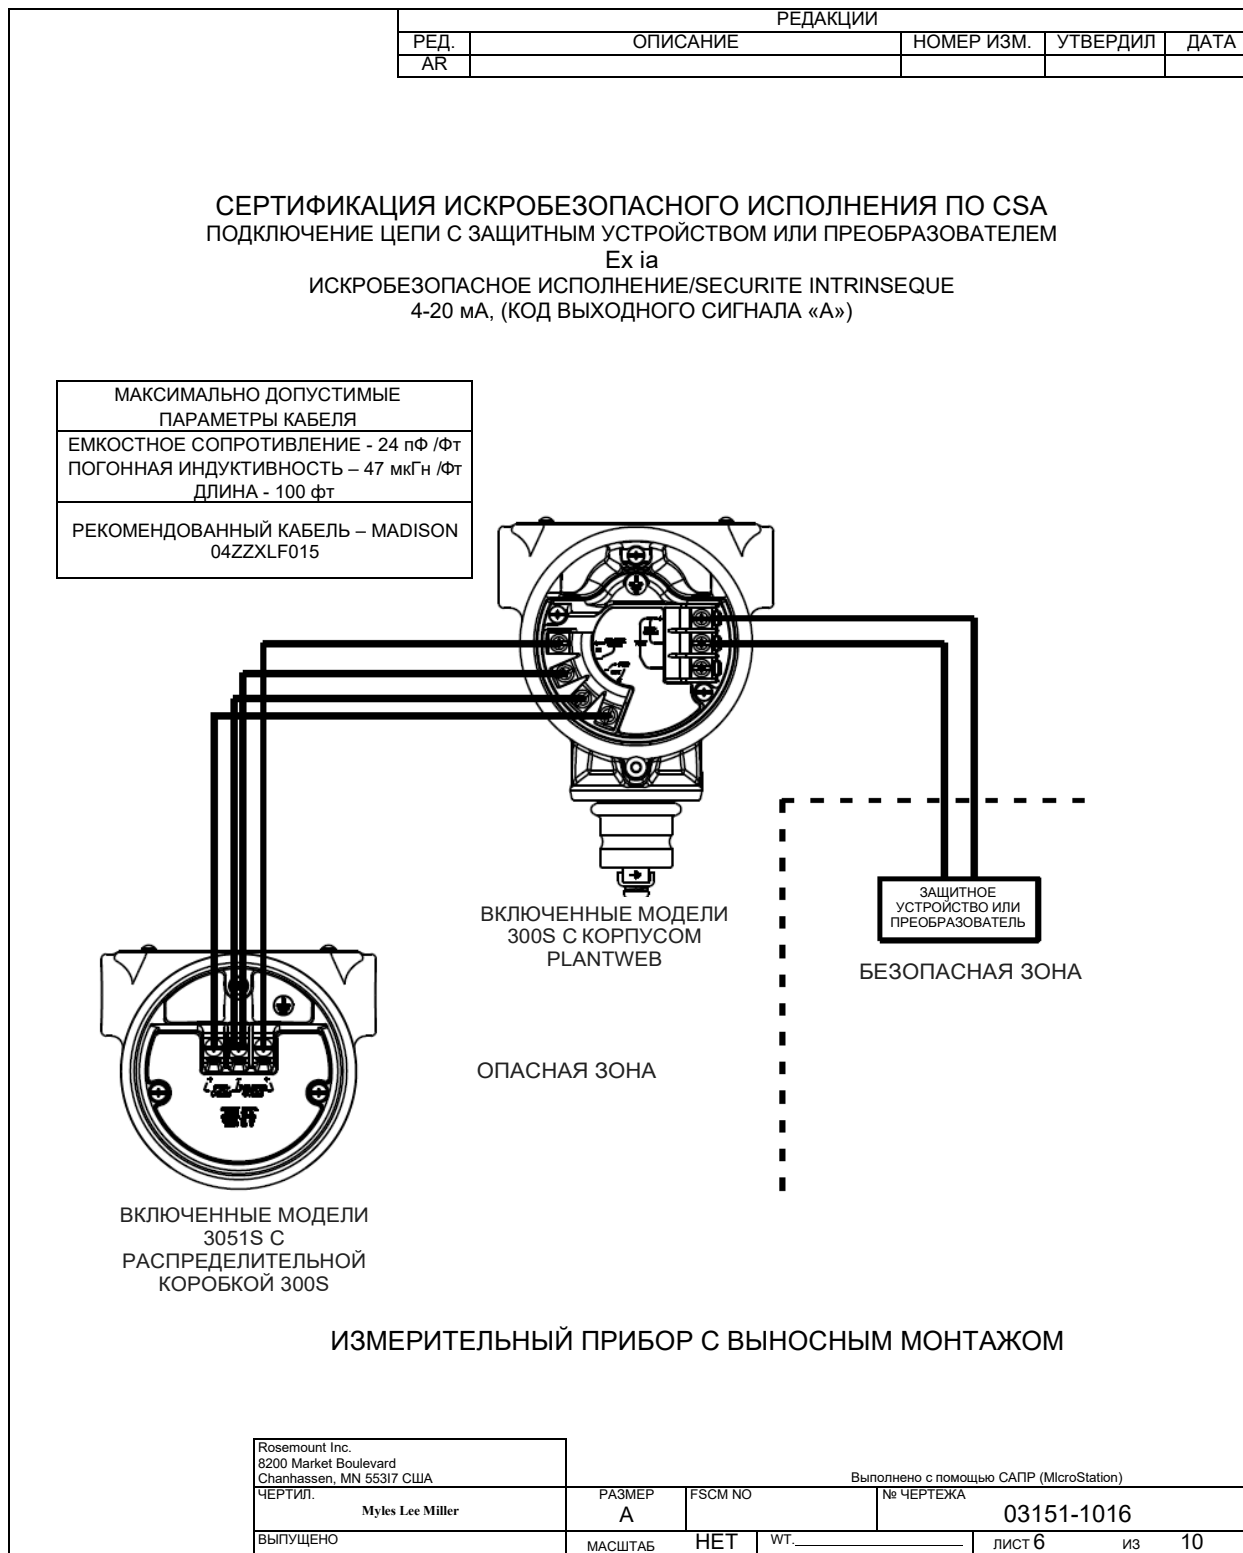 РЕДАКЦИИ
РЕД. ОПИСАНИЕ НОМЕР ИЗМ. УТВЕРДИЛ ДАТА
AR
СЕРТИФИКАЦИЯ ИСКРОБЕЗОПАСНОГО ИСПОЛНЕНИЯ ПО CSA
ПОДКЛЮЧЕНИЕ ЦЕПИ С ЗАЩИТНЫМ УСТРОЙСТВОМ ИЛИ ПРЕОБРАЗОВАТЕЛЕМ
Ex ia
ИСКРОБЕЗОПАСНОЕ ИСПОЛНЕНИЕ/SECURITE INTRINSEQUE
4-20 мА, (КОД ВЫХОДНОГО СИГНАЛА «А»)
МАКСИМАЛЬНО ДОПУСТИМЫЕ
ПАРАМЕТРЫ КАБЕЛЯ
ЕМКОСТНОЕ СОПРОТИВЛЕНИЕ - 24 пФ /Фт
ПОГОННАЯ ИНДУКТИВНОСТЬ – 47 мкГн /Фт
ДЛИНА - 100 фт
РЕКОМЕНДОВАННЫЙ КАБЕЛЬ – MADISON
04ZZXLF015
ЗАЩИТНОЕ
УСТРОЙСТВО ИЛИ
ПРЕОБРАЗОВАТЕЛЬ
ВКЛЮЧЕННЫЕ МОДЕЛИ
300S С КОРПУСОМ
PLANTWEB
БЕЗОПАСНАЯ ЗОНА
ОПАСНАЯ ЗОНА
ВКЛЮЧЕННЫЕ МОДЕЛИ
3051S С
РАСПРЕДЕЛИТЕЛЬНОЙ
КОРОБКОЙ 300S
ИЗМЕРИТЕЛЬНЫЙ ПРИБОР С ВЫНОСНЫМ МОНТАЖОМ
Rosemount Inc.
8200 Market Boulevard
Chanhassen, MN 553I7 США
Выполнено с помощью САПР (MIcroStation)
ЧЕРТИЛ. Myles Lee Miller
РАЗМЕР A
FSCM NO
№ ЧЕРТЕЖА 03151-1016
ВЫПУЩЕНО
МАСШТАБ НЕТ
WT.
ЛИСТ 6 ИЗ 10